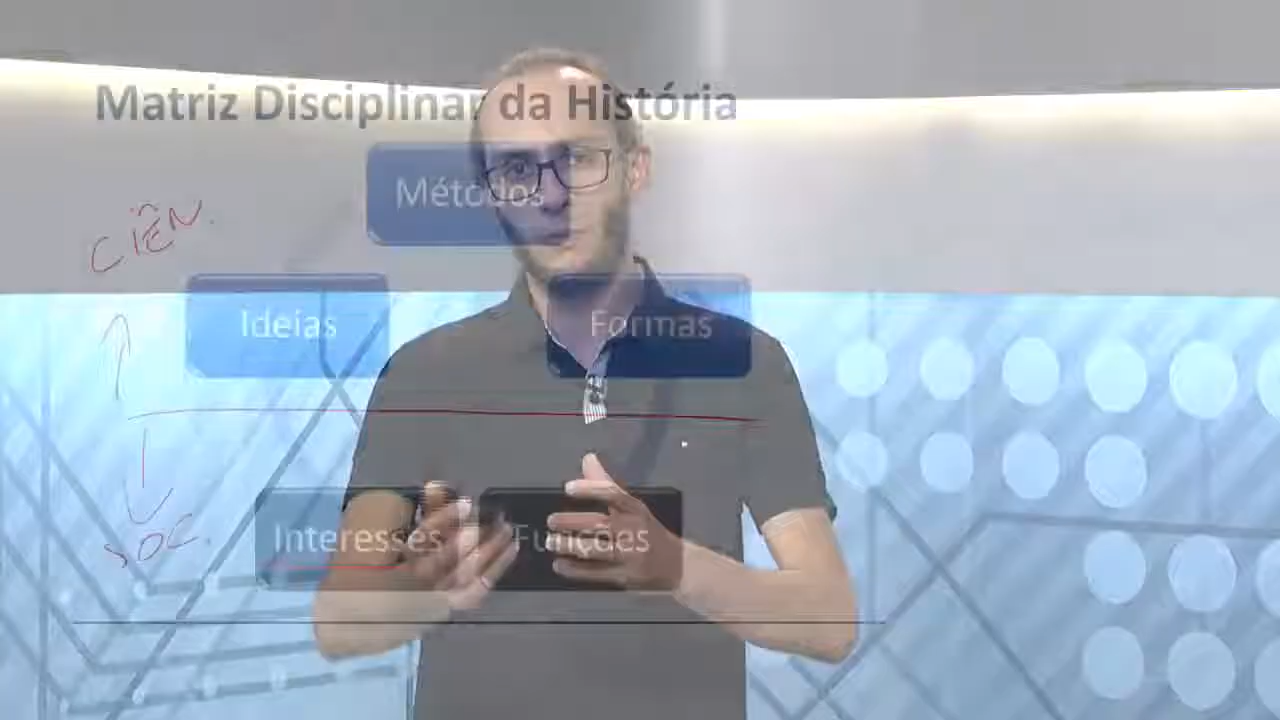 Matriz Disciplinar da História
Métodos
CIÊN.
Ideias
Formas
SOC.
Interesses
Funções